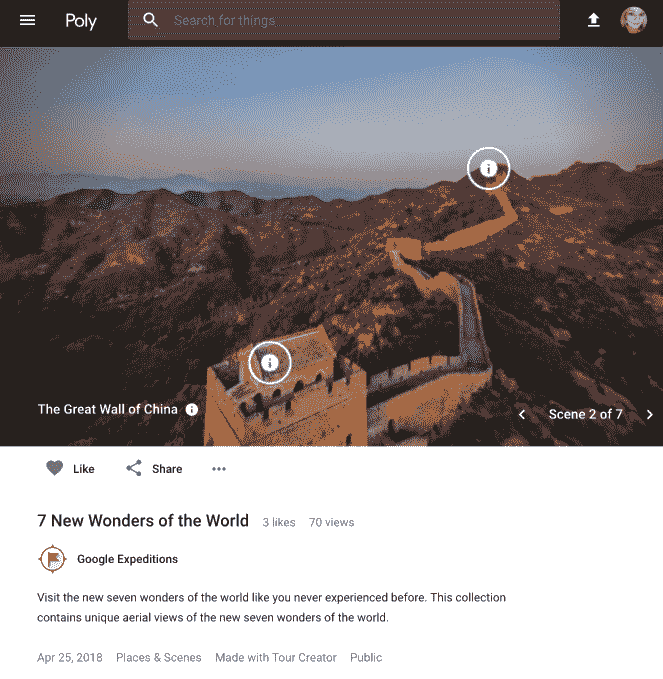 Poly
Search for things
The Great Wall of China
Scene 2 of 7
Like
Share
7 New Wonders of the World 3 likes 70 views
Google Expeditions
Visit the new seven wonders of the world like you never experienced before. This collection
contains unique aerial views of the new seven wonders of the world.
Apr 25, 2018 Places & Scenes Made with Tour Creator Public